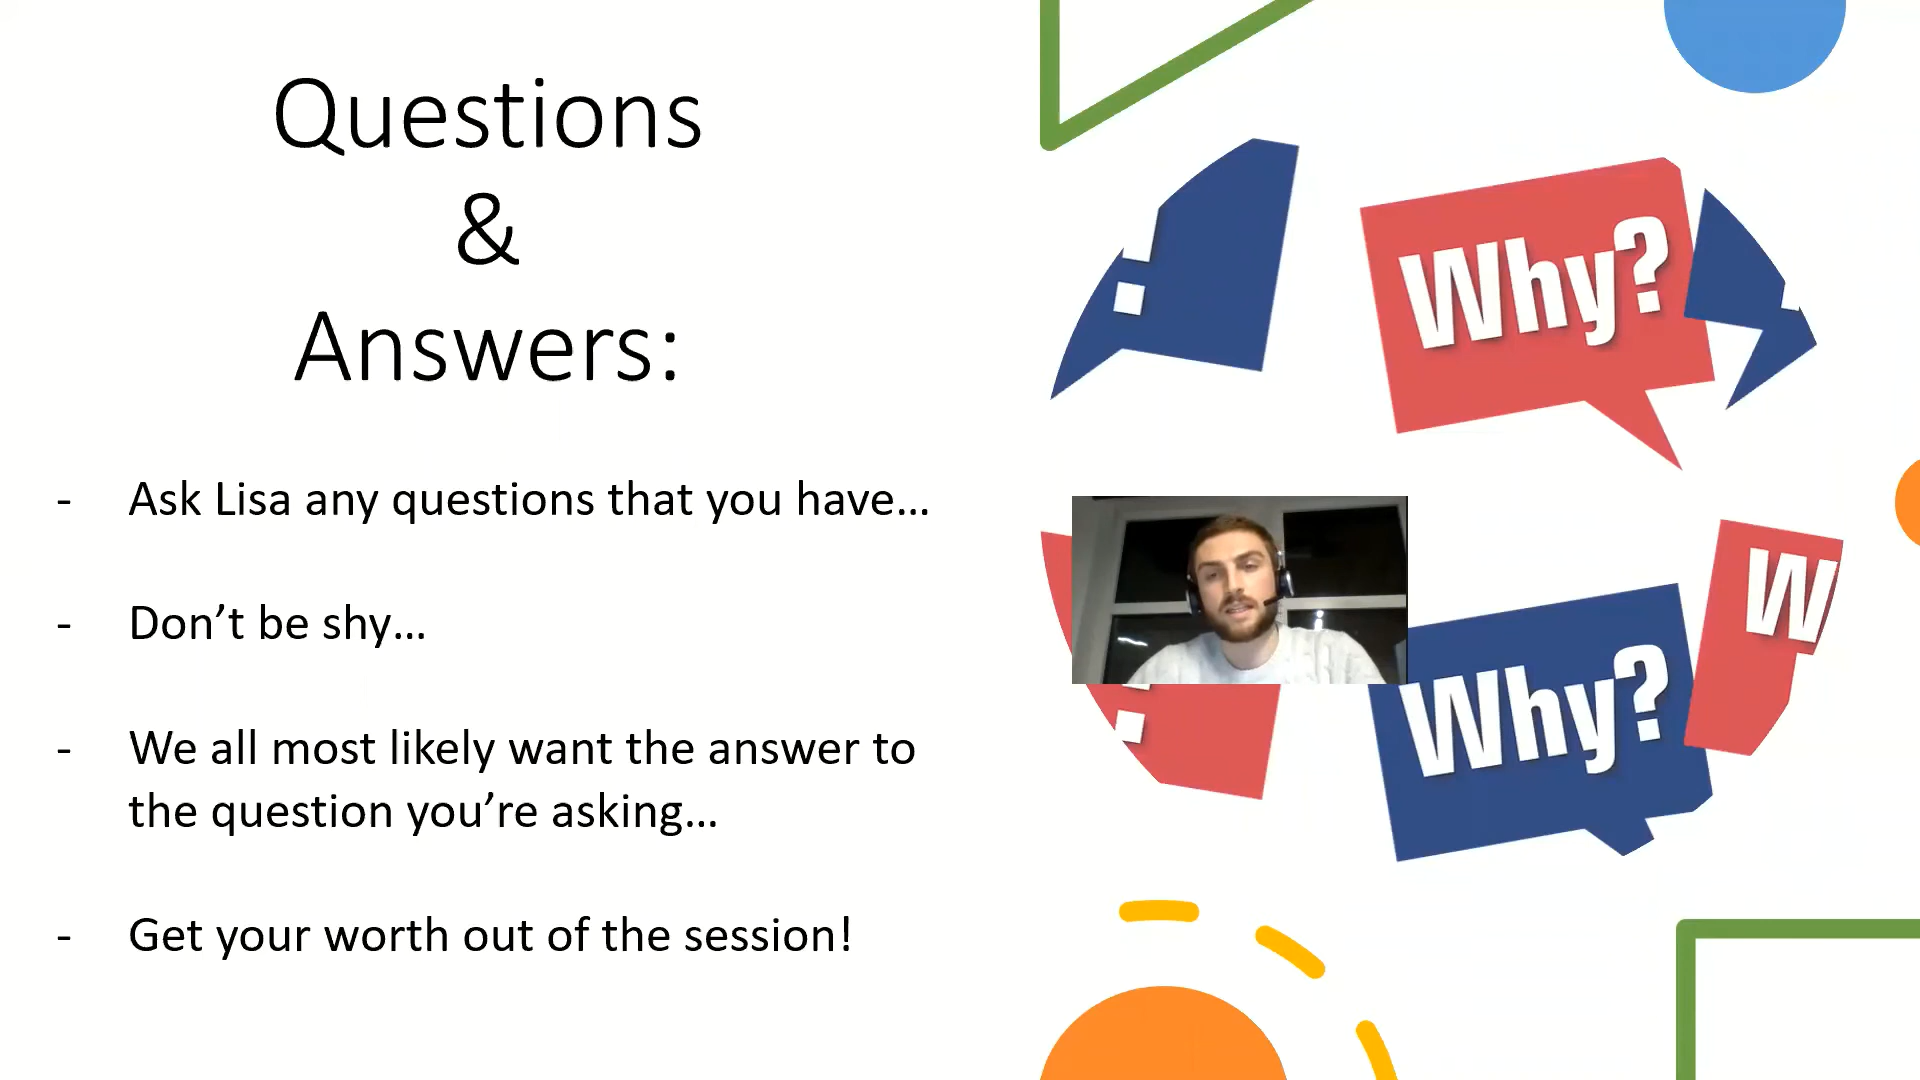 Questions
&
Answers:
- Ask Lisa any questions that you have...
- Don’t be shy...
- We all most likely want the answer to
the question you’re asking...
- Get your worth out of the session!
Why?
Why?
W